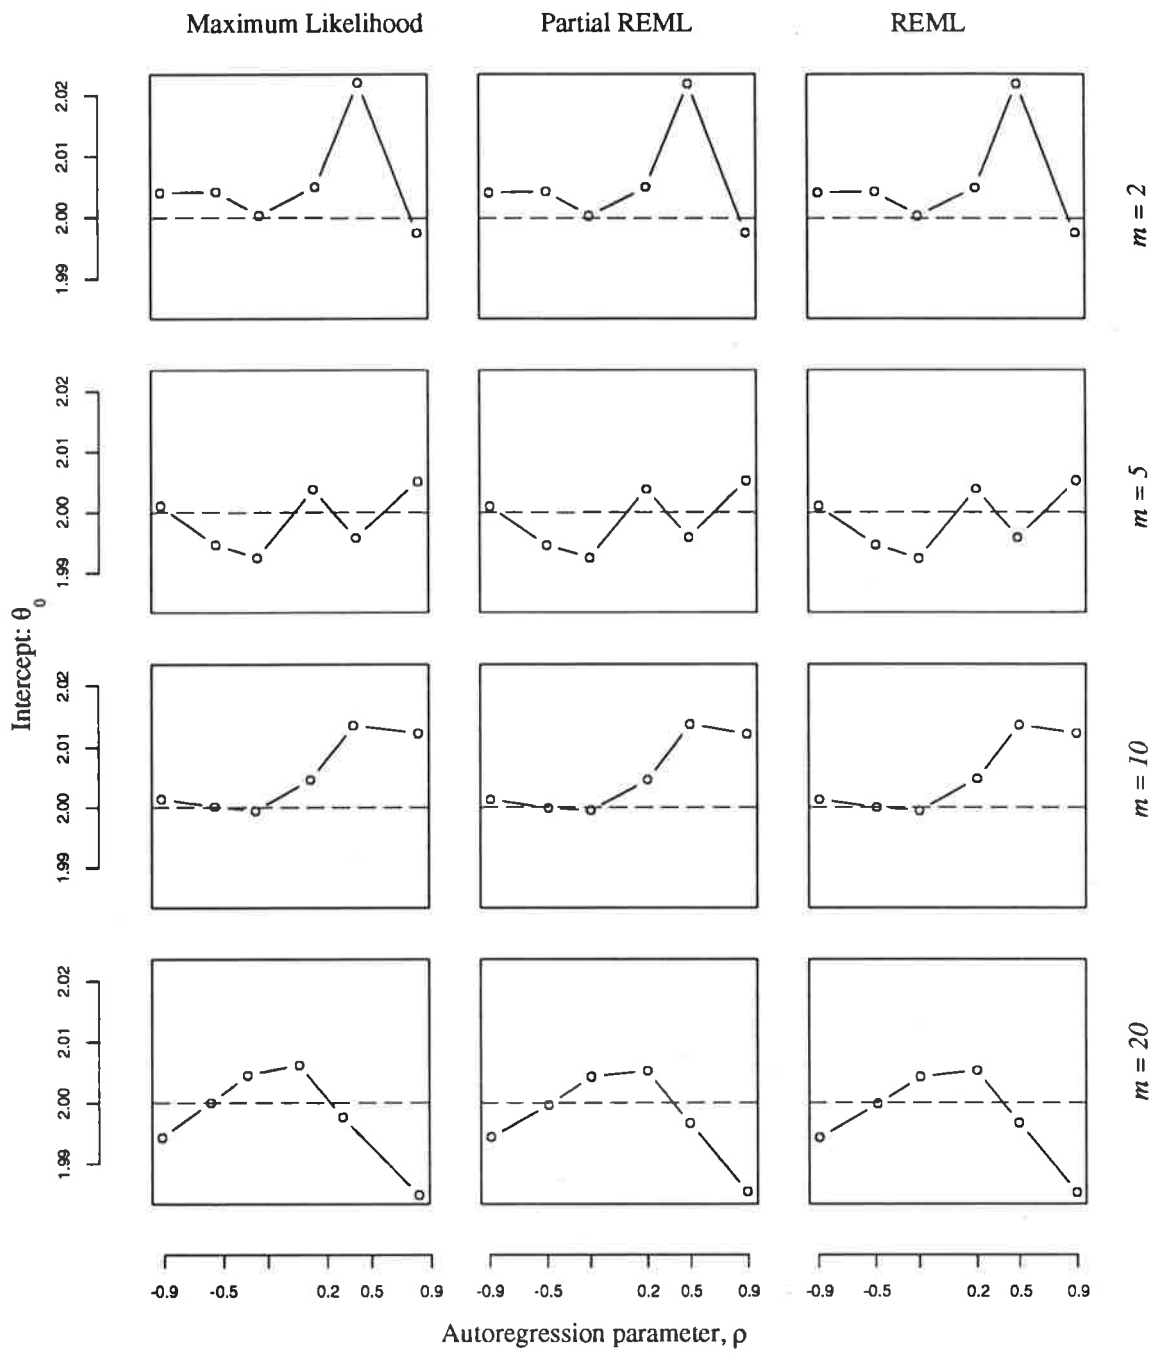 Maximum Likelihood Partial REML REML
2.02
2.01
2.00
1.99
m = 2
2.02
2.01
2.00
1.99
m = 5
Intercept: θ0
2.02
2.01
2.00
1.99
m = 10
2.02
2.01
2.00
1.99
m = 20
-0.9 -0.5 0.2 0.5 0.9 -0.9 -0.5 0.2 0.5 0.9 -0.9 -0.5 0.2 0.5 0.9
Autoregression parameter, ρ